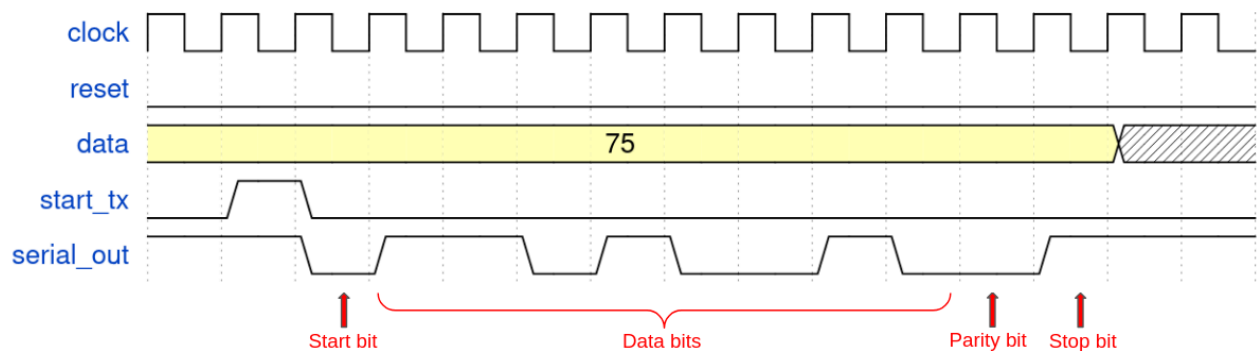 clock
reset
data
75
start_tx
serial_out
Start bit
Data bits
Parity bit
Stop bit